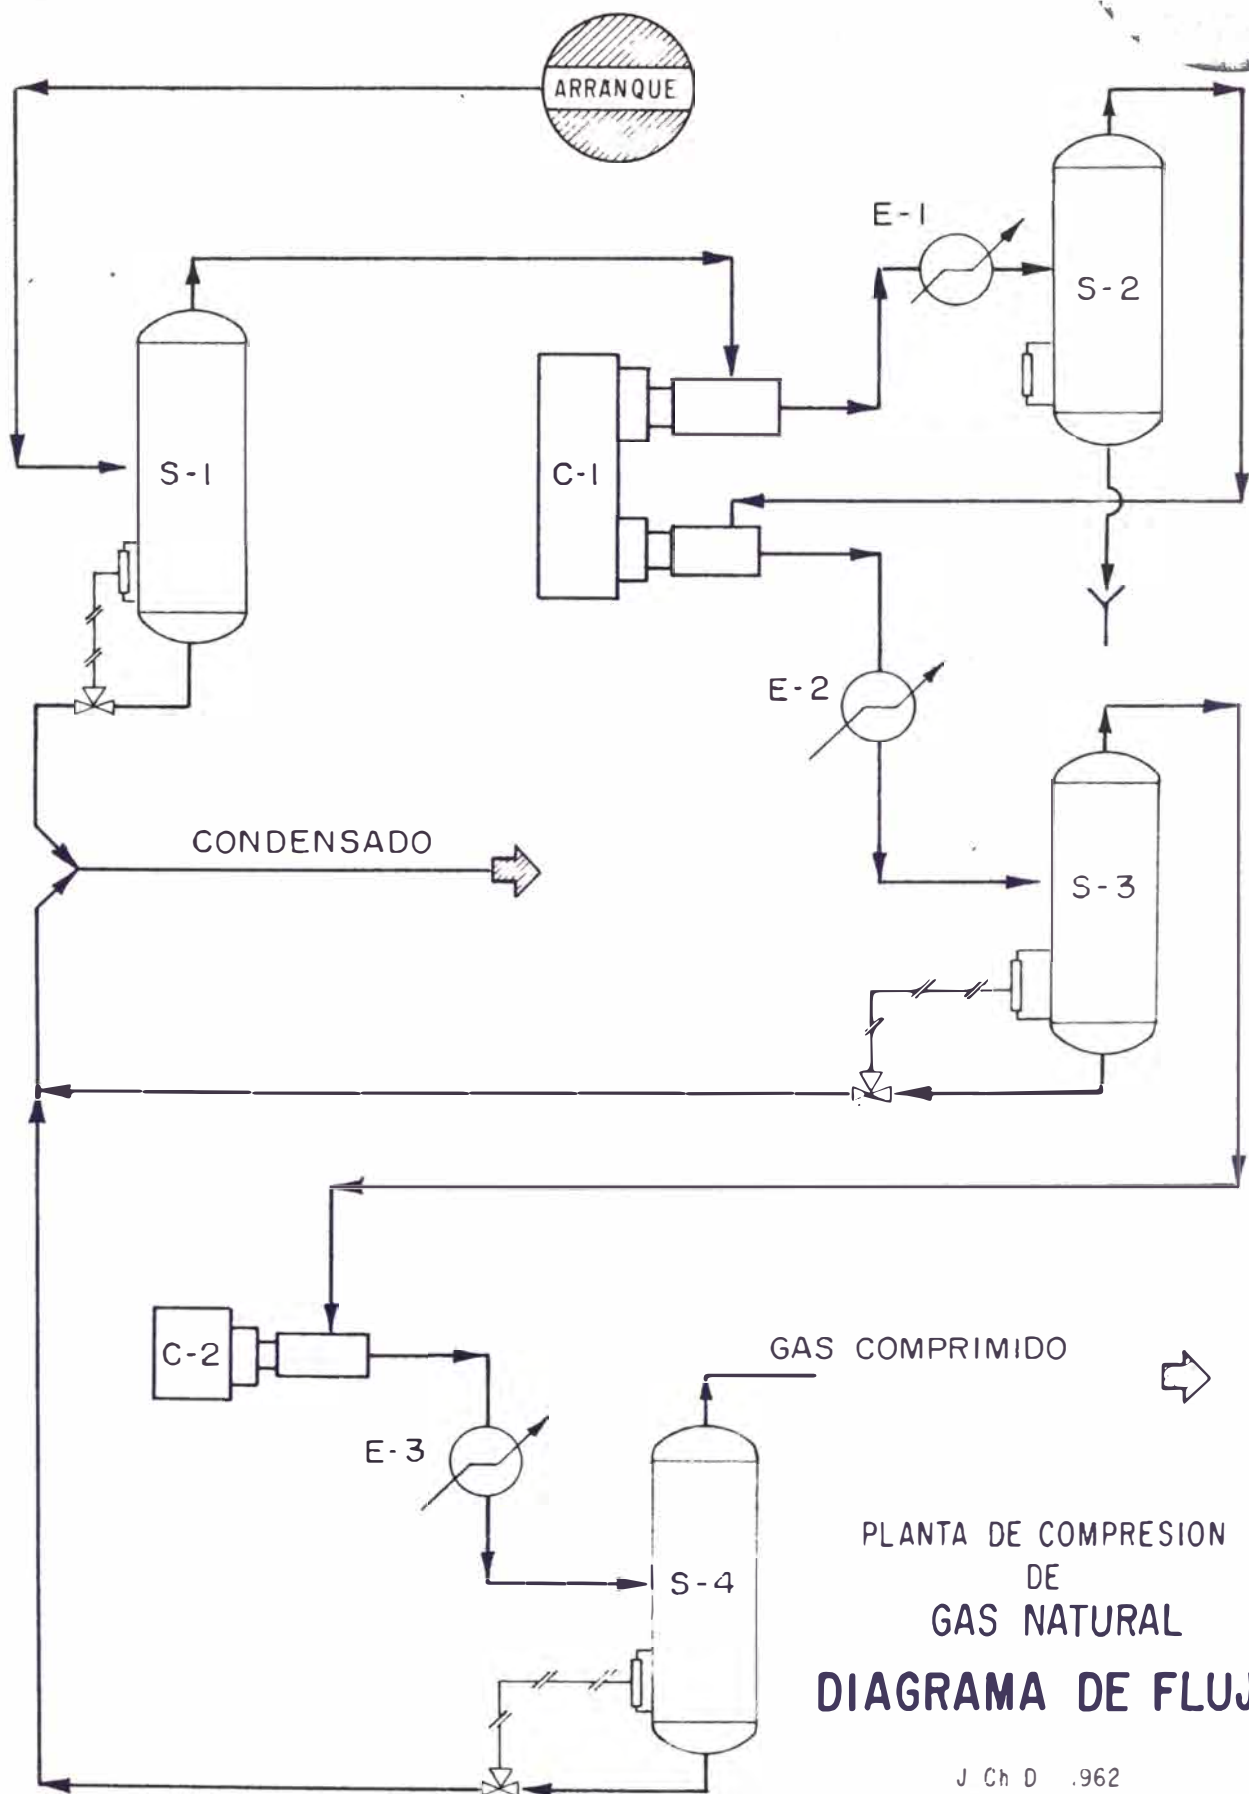 ARRANQUE
E-1
S-2
S-1
C-1
E-2
CONDENSADO
S-3
C-2
GAS COMPRIMIDO
E-3
S-4
PLANTA DE COMPRESION
DE
GAS NATURAL
DIAGRAMA DE FLUJ
J Ch D .962